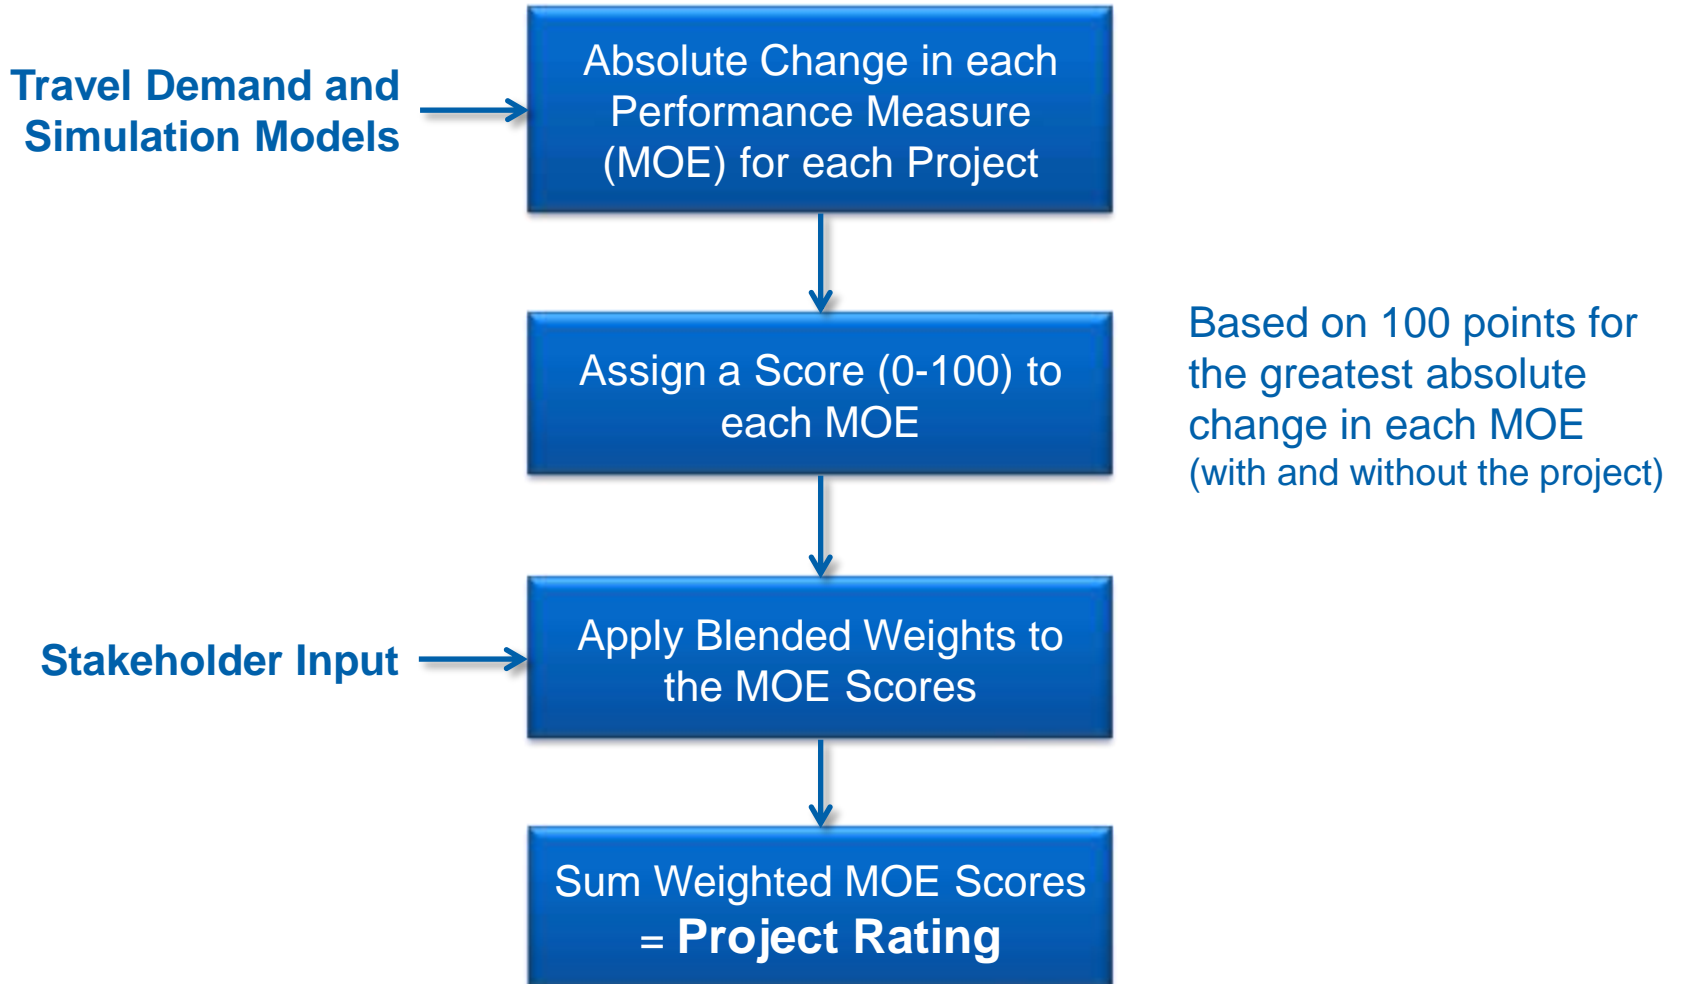 Travel Demand and
Simulation Models
Absolute Change in each
Performance Measure
(MOE) for each Project
Assign a Score (0-100) to
each MOE
Based on 100 points for
the greatest absolute
change in each MOE
(with and without the project)
Stakeholder Input
Apply Blended Weights to
the MOE Scores
Sum Weighted MOE Scores
= Project Rating